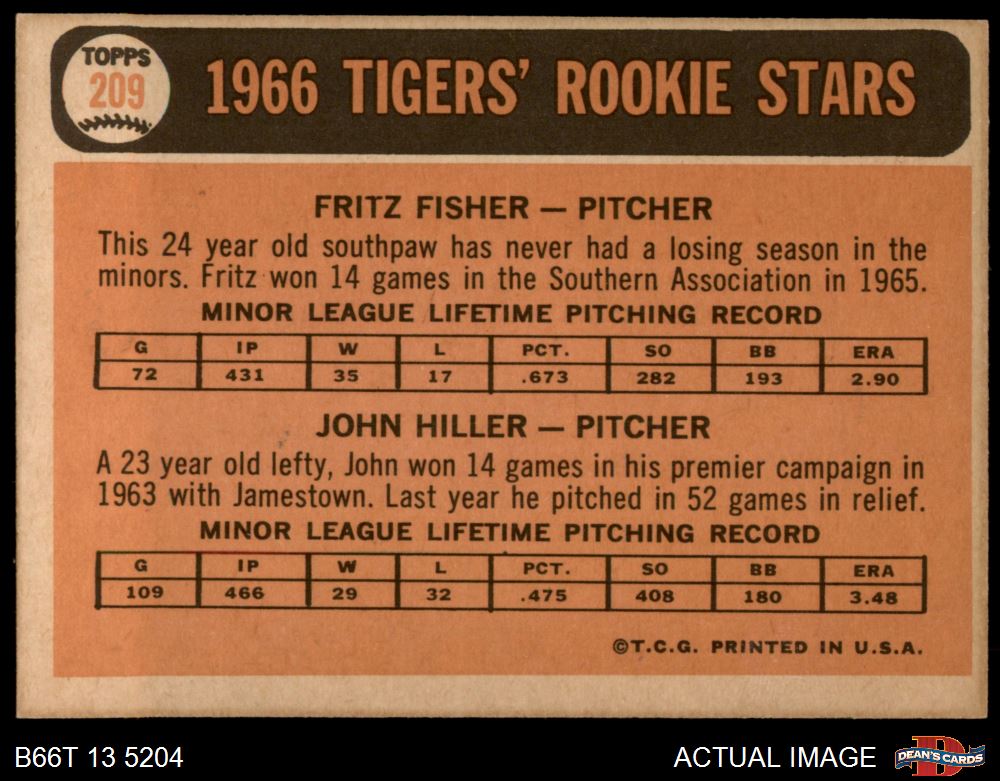 TOPPS
209
1966 TIGERS' ROOKIE STARS
FRITZ FISHER — PITCHER
This 24 year old southpaw has never had a losing season in the
minors. Fritz won 14 games in the Southern Association in 1965.
MINOR LEAGUE LIFETIME PITCHING RECORD
G IP W L PCT. SO BB ERA
72 431 35 17 .673 282 193 2.90
JOHN HILLER — PITCHER
A 23 year old lefty, John won 14 games in his premier campaign in
1963 with Jamestown. Last year he pitched in 52 games in relief.
MINOR LEAGUE LIFETIME PITCHING RECORD
G IP W L PCT. SO BB ERA
109 466 29 32 .475 408 180 3.48
©T.C.G. PRINTED IN U.S.A.
B66T 13 5204
ACTUAL IMAGE
D
DEAN'S CARDS